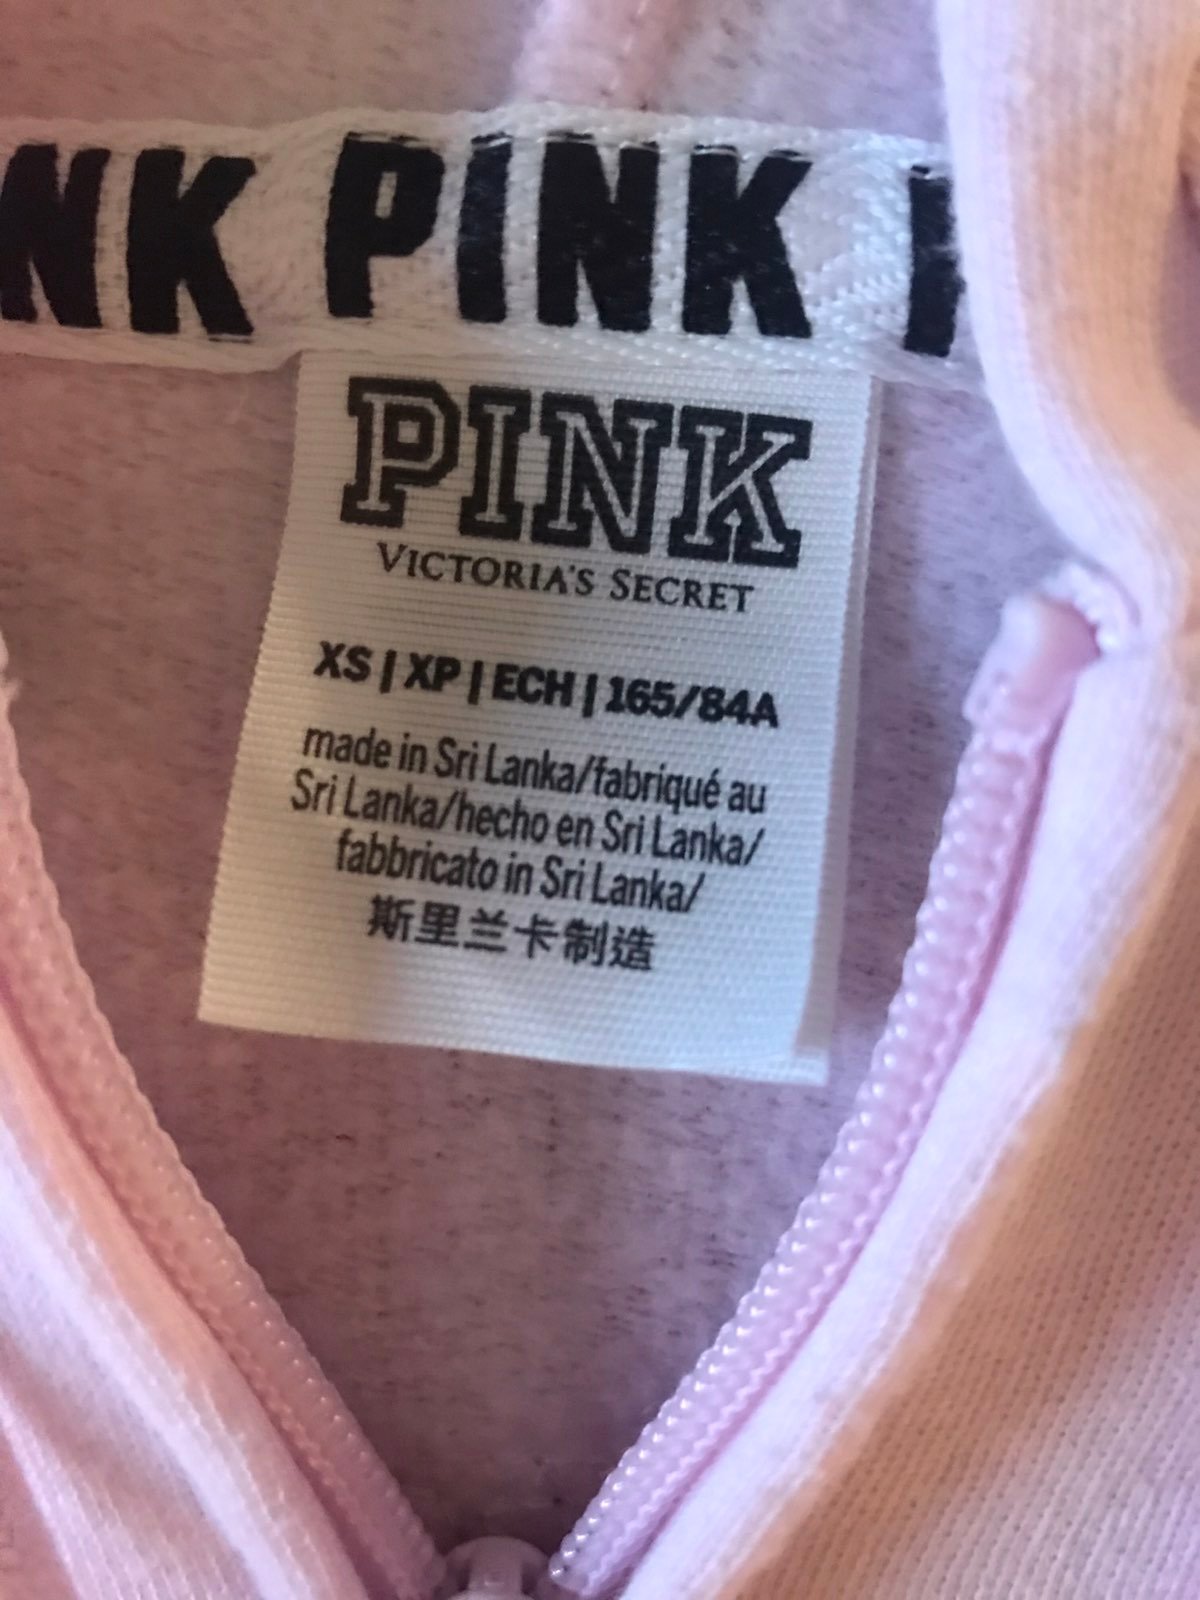 NK PINK P
PINK
VICTORIA'S SECRET
XS | XP | ECH | 165/84A
made in Sri Lanka/fabriqué au
Sri Lanka/hecho en Sri Lanka/
fabbricato in Sri Lanka/
斯里兰卡制造